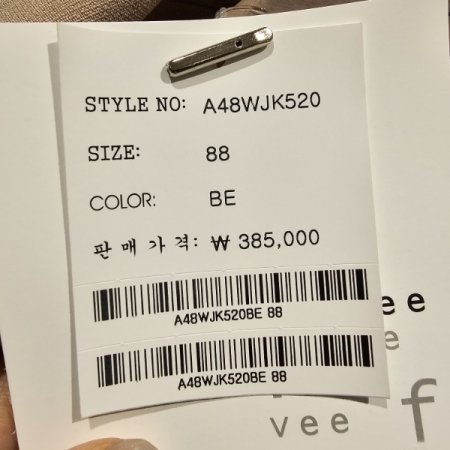 STYLE NO: A48WJK520
SIZE: 88
COLOR: BE
판매가격: ₩ 385,000
A48WJK520BE 88
A48WJK520BE 88
ee
e
vee f